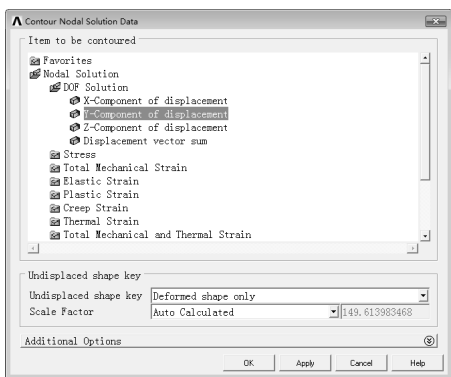 Contour Nodal Solution Data
Item to be contoured
Favorites
Nodal Solution
DOF Solution
X-Component of displacement
Y-Component of displacement
Z-Component of displacement
Displacement vector sum
Stress
Total Mechanical Strain
Elastic Strain
Plastic Strain
Creep Strain
Thermal Strain
Total Mechanical and Thermal Strain
Undisplaced shape key
Undisplaced shape key Deformed shape only
Scale Factor Auto Calculated 149.613983468
Additional Options
OK Apply Cancel Help